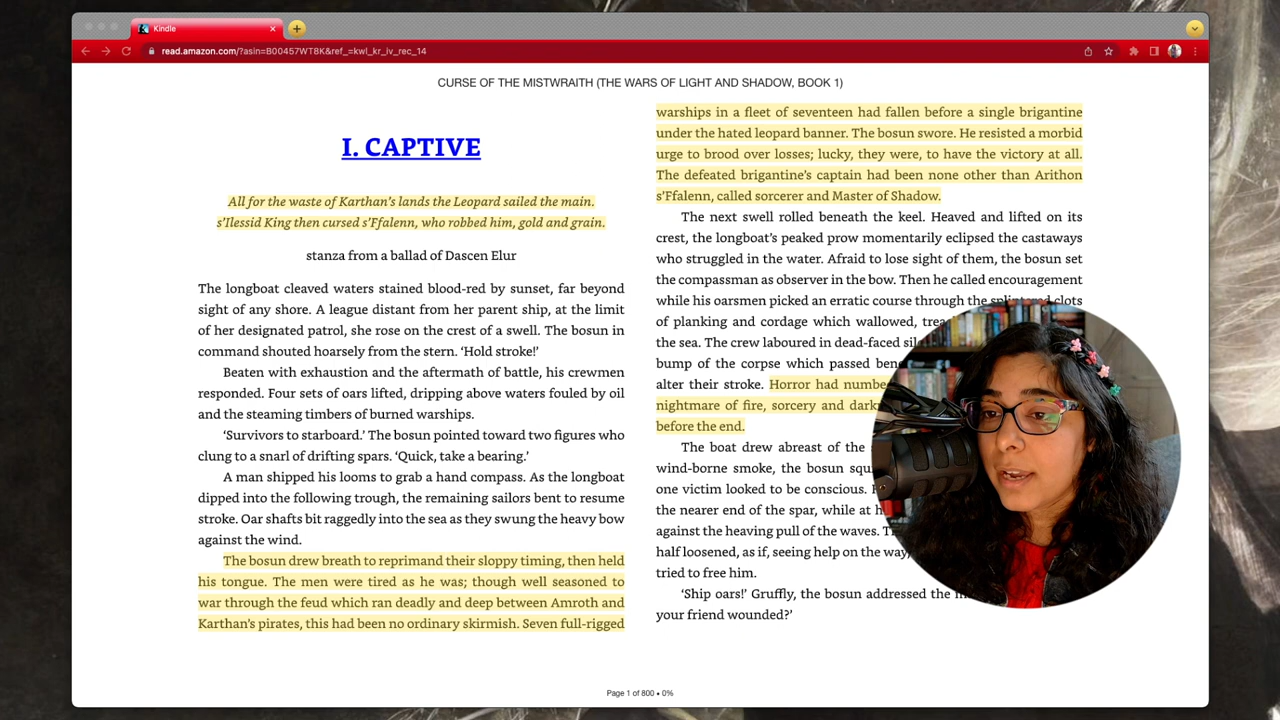 Kindle
read.amazon.com/?asin=B00457WT8K&ref_=kwl_kr_iv_rec_14
CURSE OF THE MISTWRAITH (THE WARS OF LIGHT AND SHADOW, BOOK 1)
I. CAPTIVE
All for the waste of Karthan's lands the Leopard sailed the main.
s'Ilessid King then cursed s'Ffalenn, who robbed him, gold and grain.
stanza from a ballad of Dascen Elur
The longboat cleaved waters stained blood-red by sunset, far beyond
sight of any shore. A league distant from her parent ship, at the limit
of her designated patrol, she rose on the crest of a swell. The bosun in
command shouted hoarsely from the stern. 'Hold stroke!'
Beaten with exhaustion and the aftermath of battle, his crewmen
responded. Four sets of oars lifted, dripping above waters fouled by oil
and the steaming timbers of burned warships.
'Survivors to starboard.' The bosun pointed toward two figures who
clung to a snarl of drifting spars. 'Quick, take a bearing.'
A man shipped his looms to grab a hand compass. As the longboat
dipped into the following trough, the remaining sailors bent to resume
stroke. Oar shafts bit raggedly into the sea as they swung the heavy bow
against the wind.
The bosun drew breath to reprimand their sloppy timing, then held
his tongue. The men were tired as he was; though well seasoned to
war through the feud which ran deadly and deep between Amroth and
Karthan's pirates, this had been no ordinary skirmish. Seven full-rigged
warships in a fleet of seventeen had fallen before a single brigantine
under the hated leopard banner. The bosun swore. He resisted a morbid
urge to brood over losses; lucky, they were, to have the victory at all.
The defeated brigantine's captain had been none other than Arithon
s'Ffalenn, called sorcerer and Master of Shadow.
The next swell rolled beneath the keel. Heaved and lifted on its
crest, the longboat's peaked prow momentarily eclipsed the castaways
who struggled in the water. Afraid to lose sight of them, the bosun set
the compassman as observer in the bow. Then he called encouragement
while his oarsmen picked an erratic course through the splintered clots
of planking and cordage which wallowed,
the sea. The crew laboured in dead-faced
bump of the corpse which passed
alter their stroke. Horror had
nightmare of fire, sorcery and
before the end.
The boat drew abreast of the
wind-borne smoke, the bosun
one victim looked to be conscious.
the nearer end of the spar, while at
against the heaving pull of the waves.
half loosened, as if, seeing help on the way,
tried to free him.
'Ship oars!' Gruffly, the bosun addressed the
your friend wounded?'
Page 1 of 800 • 0%